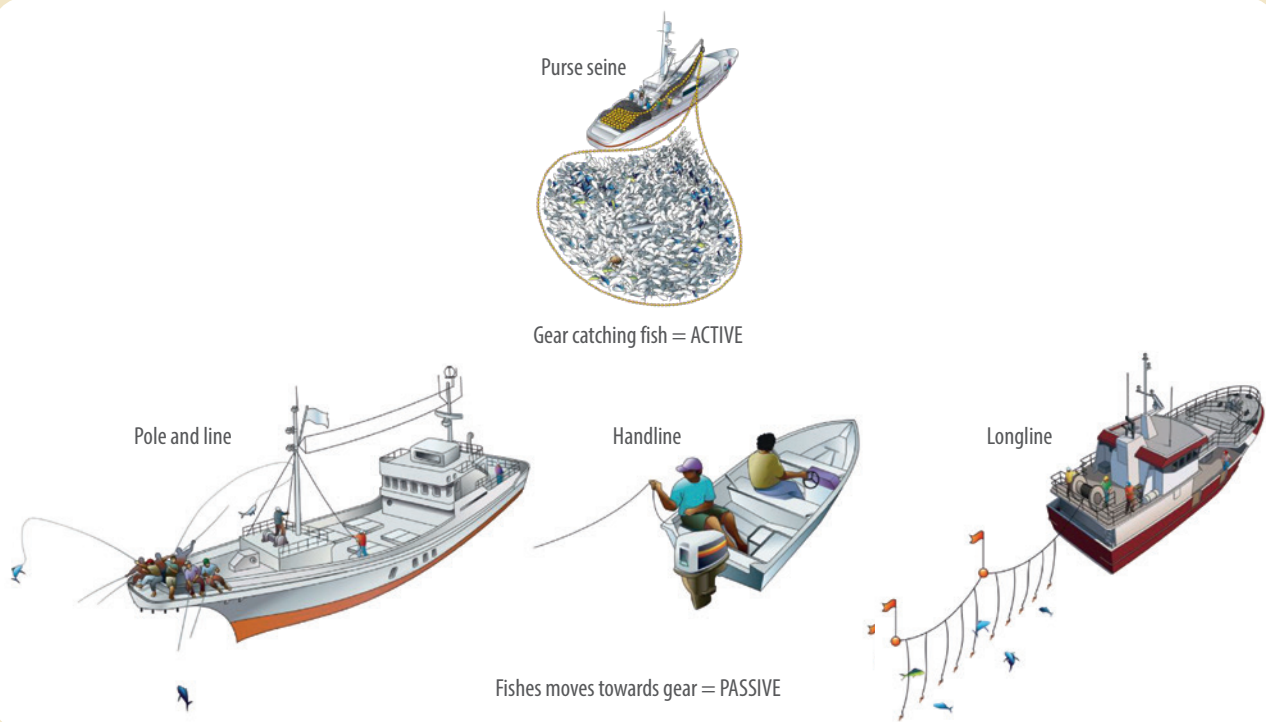 Purse seine
Gear catching fish = ACTIVE
Pole and line
Handline
Longline
Fishes moves towards gear = PASSIVE